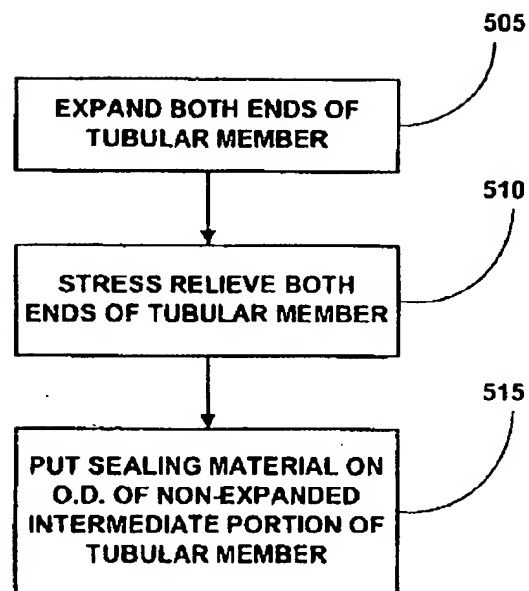 505
EXPAND BOTH ENDS OF
TUBULAR MEMBER
510
STRESS RELIEVE BOTH
ENDS OF TUBULAR MEMBER
515
PUT SEALING MATERIAL ON
O.D. OF NON-EXPANDED
INTERMEDIATE PORTION OF
TUBULAR MEMBER